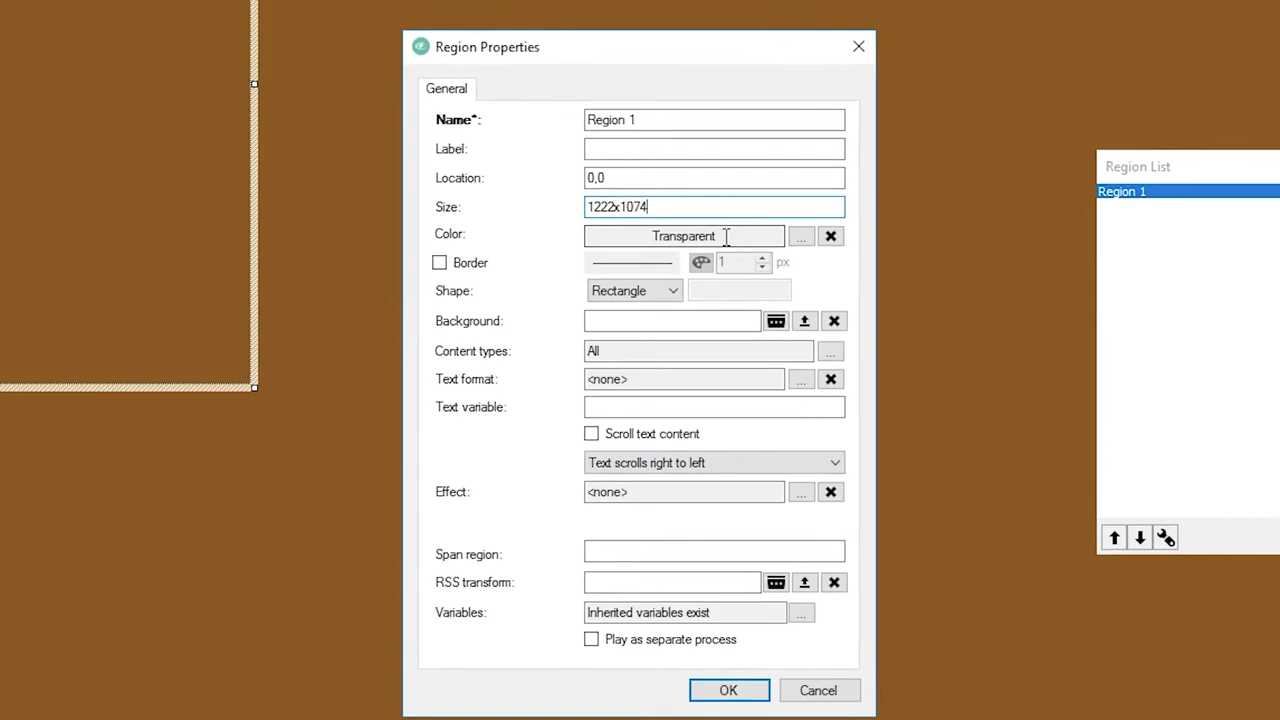 Region Properties
General
Name*: Region 1
Label:
Location: 0,0
Size: 1222x1074
Color: Transparent ...
Border 1 px
Shape: Rectangle
Background:
Content types: All ...
Text format: <none> ...
Text variable:
Scroll text content
Text scrolls right to left
Effect: <none> ...
Span region:
RSS transform:
Variables: Inherited variables exist ...
Play as separate process
OK Cancel
Region List
Region 1